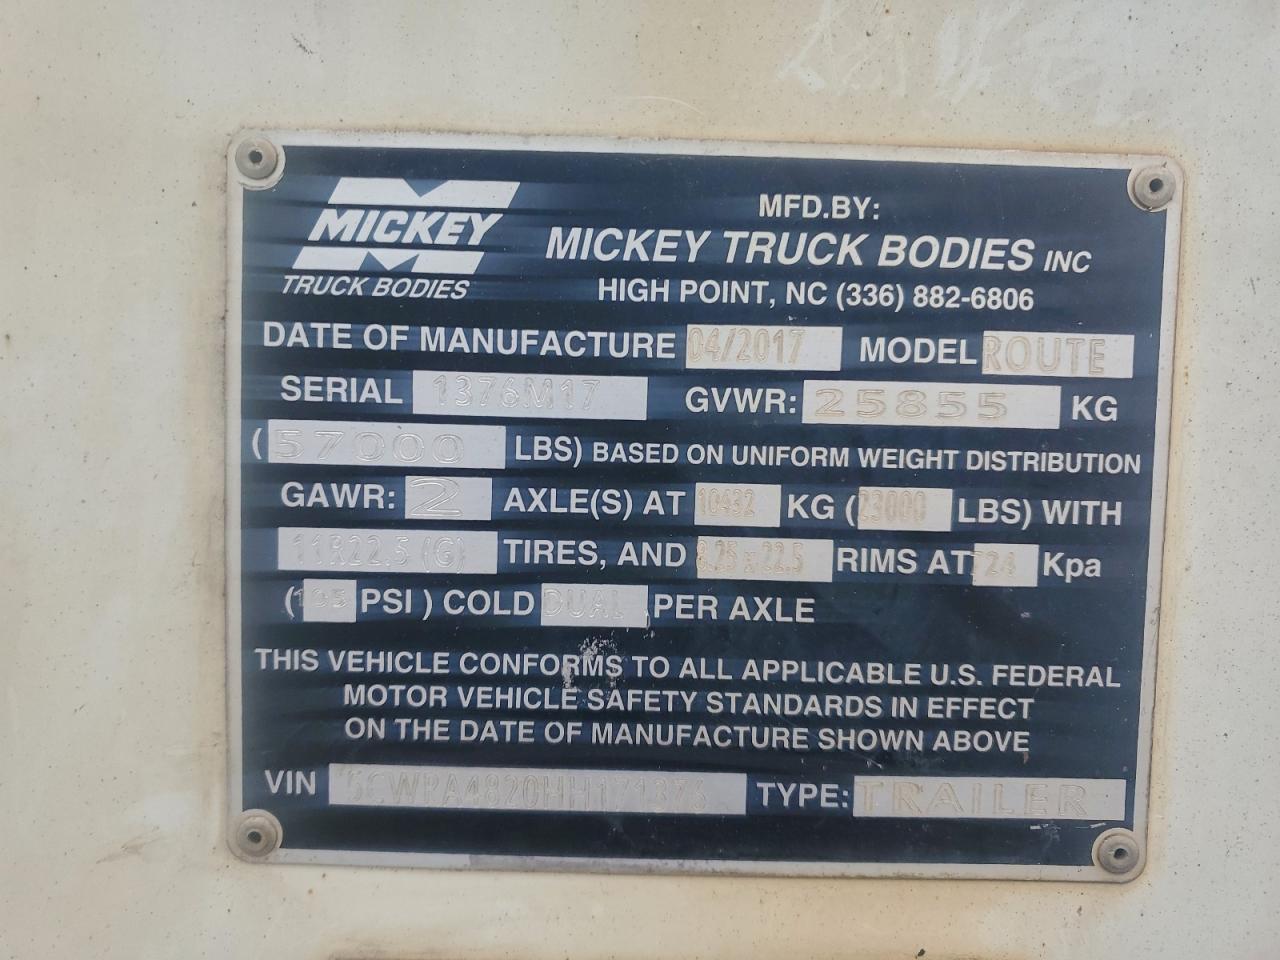 MICKEY
TRUCK BODIES
MFD.BY:
MICKEY TRUCK BODIES INC
HIGH POINT, NC (336) 882-6806
DATE OF MANUFACTURE 04/2017 MODEL ROUTE
SERIAL 1376M17 GVWR: 25855 KG
(57000 LBS) BASED ON UNIFORM WEIGHT DISTRIBUTION
GAWR: 2 AXLE(S) AT 10432 KG (23000 LBS) WITH
11R22.5 (G) TIRES, AND 8.25 x 22.5 RIMS AT 724 Kpa
(105 PSI) COLD DUAL PER AXLE
THIS VEHICLE CONFORMS TO ALL APPLICABLE U.S. FEDERAL
MOTOR VEHICLE SAFETY STANDARDS IN EFFECT
ON THE DATE OF MANUFACTURE SHOWN ABOVE
VIN TYPE: TRAILER